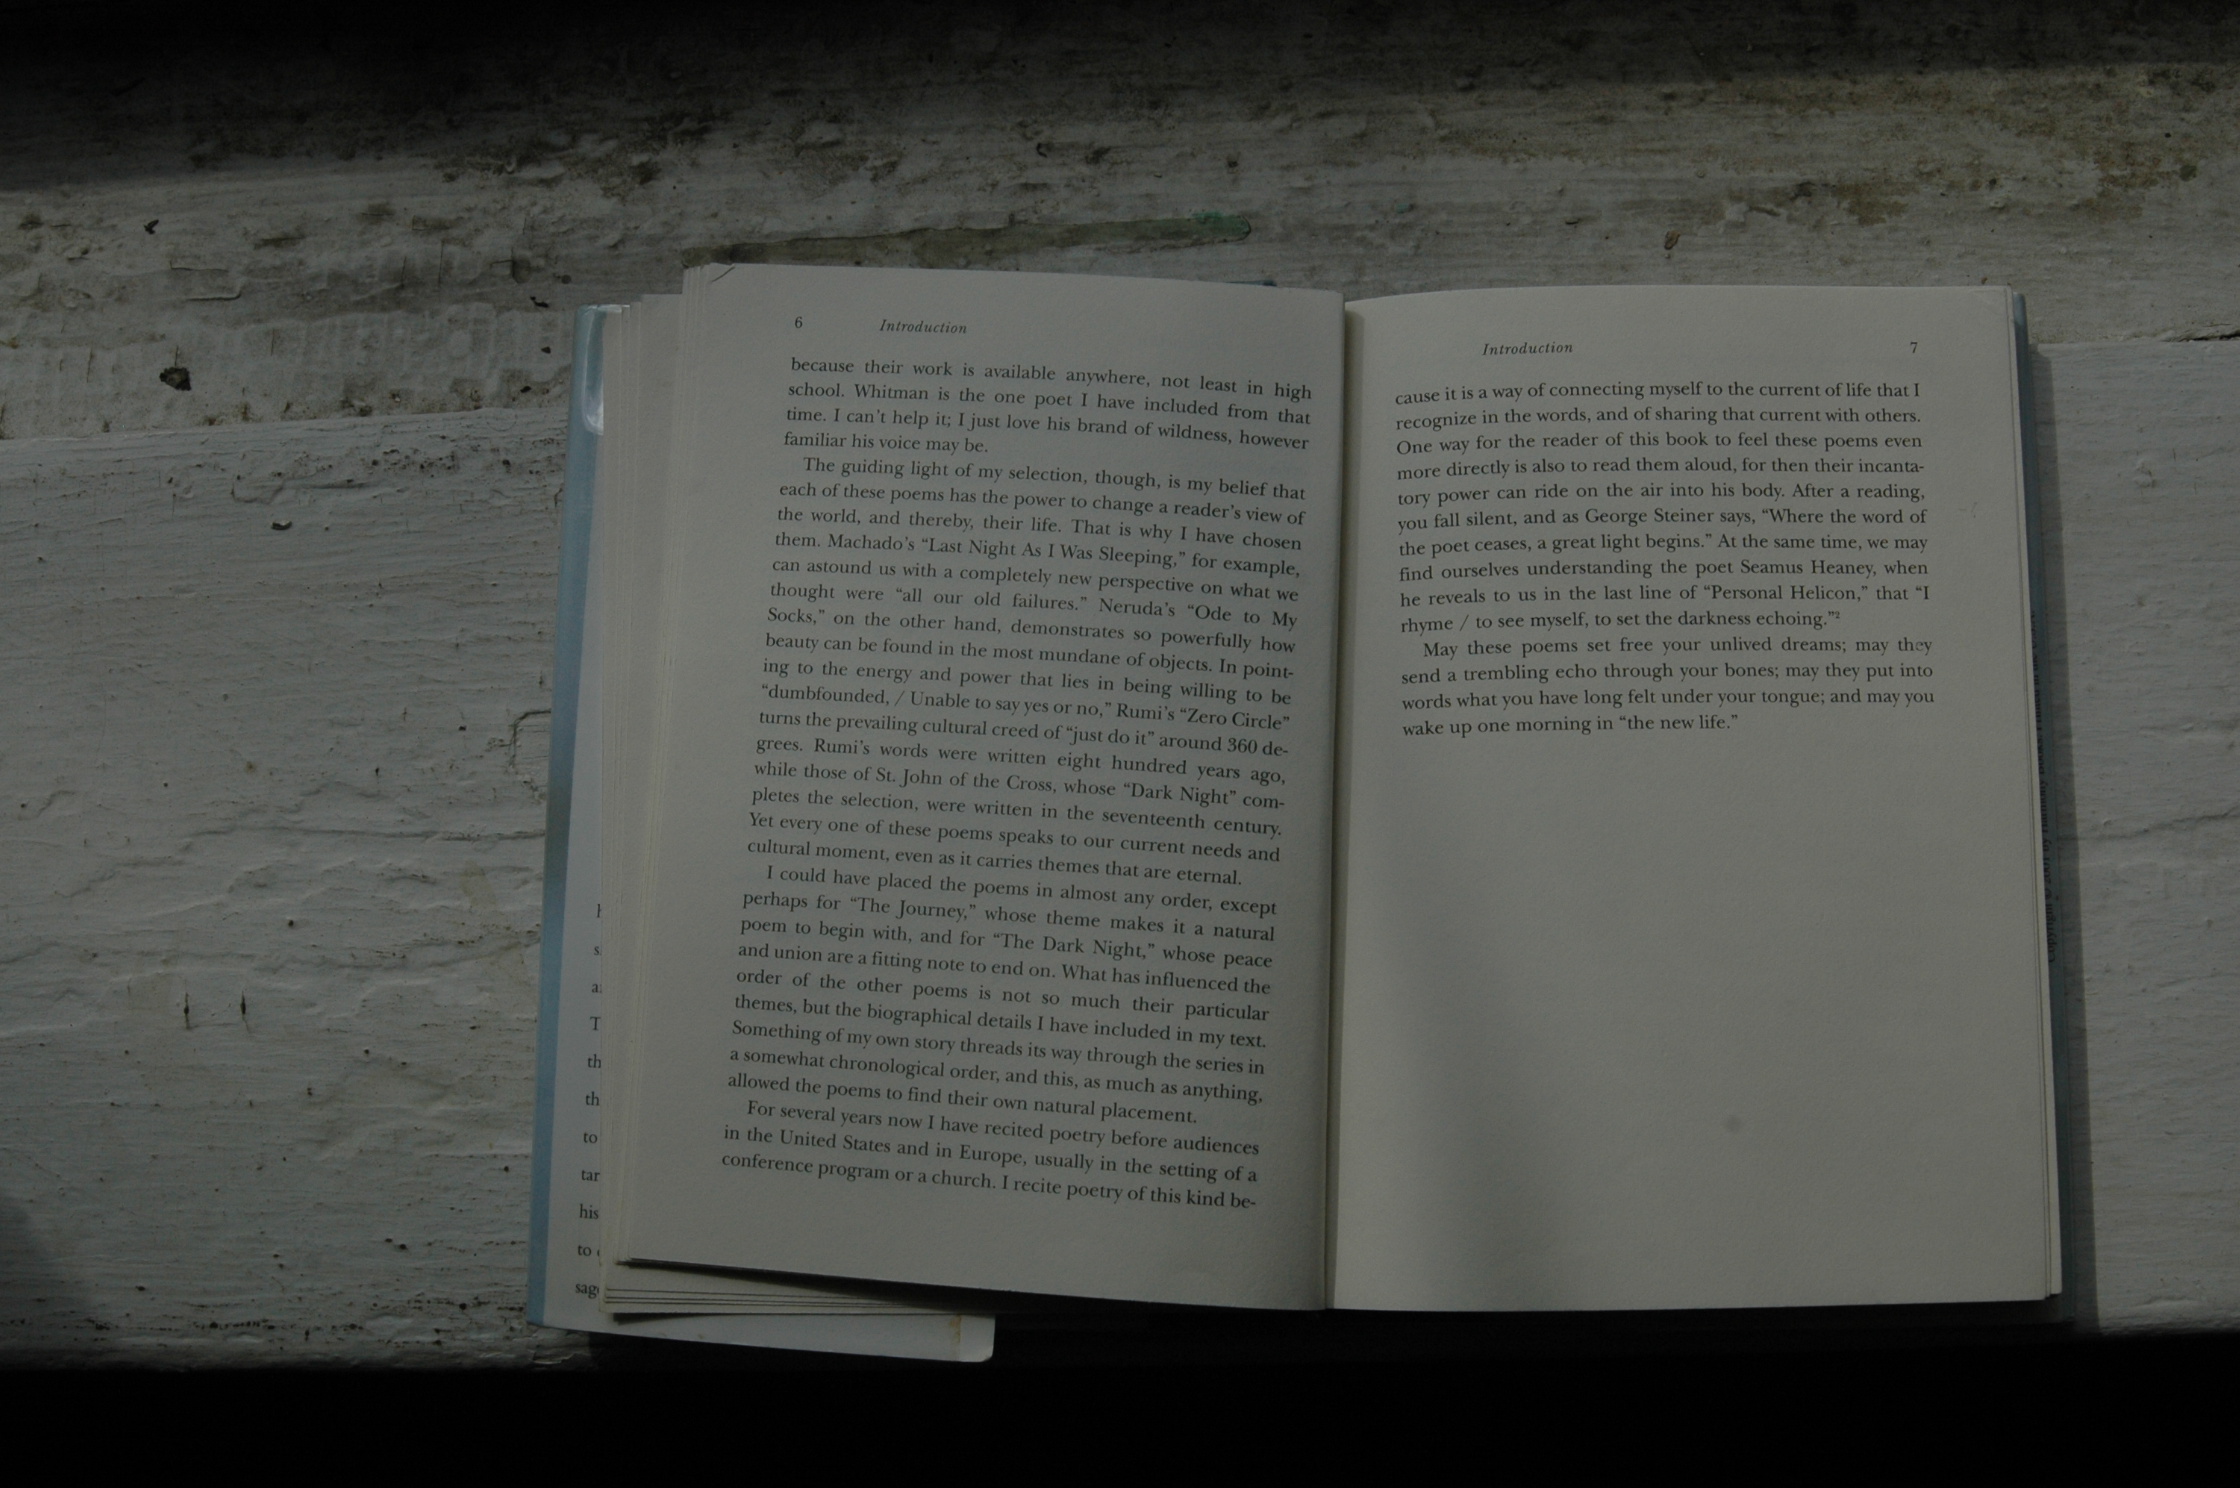 6 Introduction
because their work is available anywhere, not least in high
school. Whitman is the one poet I have included from that
time. I can't help it; I just love his brand of wildness, however
familiar his voice may be.
The guiding light of my selection, though, is my belief that
each of these poems has the power to change a reader's view of
the world, and thereby, their life. That is why I have chosen
them. Machado's “Last Night As I Was Sleeping,” for example,
can astound us with a completely new perspective on what we
thought were “all our old failures.” Neruda's “Ode to My
Socks,” on the other hand, demonstrates so powerfully how
beauty can be found in the most mundane of objects. In point-
ing to the energy and power that lies in being willing to be
“dumbfounded, / Unable to say yes or no,” Rumi's “Zero Circle”
turns the prevailing cultural creed of “just do it” around 360 de-
grees. Rumi's words were written eight hundred years ago,
while those of St. John of the Cross, whose “Dark Night” com-
pletes the selection, were written in the seventeenth century.
Yet every one of these poems speaks to our current needs and
cultural moment, even as it carries themes that are eternal.
I could have placed the poems in almost any order, except
perhaps for “The Journey,” whose theme makes it a natural
poem to begin with, and for “The Dark Night,” whose peace
and union are a fitting note to end on. What has influenced the
order of the other poems is not so much their particular
themes, but the biographical details I have included in my text.
Something of my own story threads its way through the series in
a somewhat chronological order, and this, as much as anything,
allowed the poems to find their own natural placement.
For several years now I have recited poetry before audiences
in the United States and in Europe, usually in the setting of a
conference program or a church. I recite poetry of this kind be-
Introduction 7
cause it is a way of connecting myself to the current of life that I
recognize in the words, and of sharing that current with others.
One way for the reader of this book to feel these poems even
more directly is also to read them aloud, for then their incanta-
tory power can ride on the air into his body. After a reading,
you fall silent, and as George Steiner says, “Where the word of
the poet ceases, a great light begins.” At the same time, we may
find ourselves understanding the poet Seamus Heaney, when
he reveals to us in the last line of “Personal Helicon,” that “I
rhyme / to see myself, to set the darkness echoing.”²
May these poems set free your unlived dreams; may they
send a trembling echo through your bones; may they put into
words what you have long felt under your tongue; and may you
wake up one morning in “the new life.”
T
th
th
to
tar
his
to